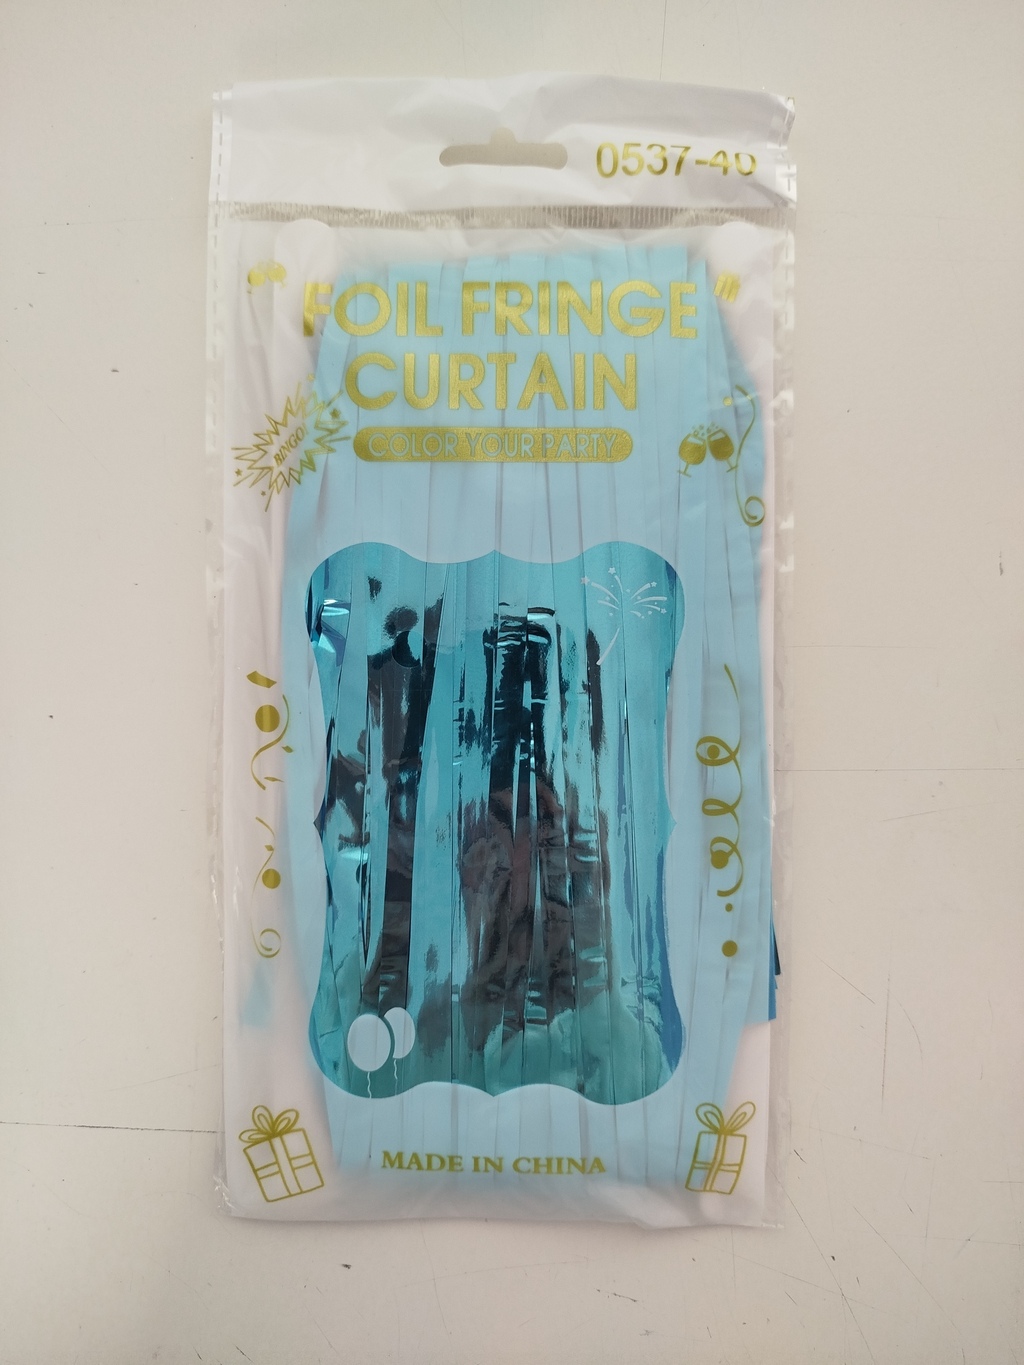 0537-40
FOIL FRINGE
CURTAIN
COLOR YOUR PARTY
BINGO!
MADE IN CHINA